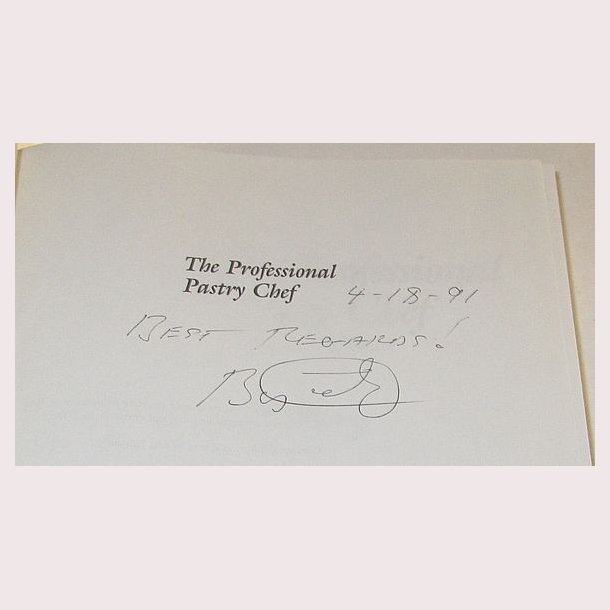 The Professional
Pastry Chef
4-18-91
BEST REGARDS!